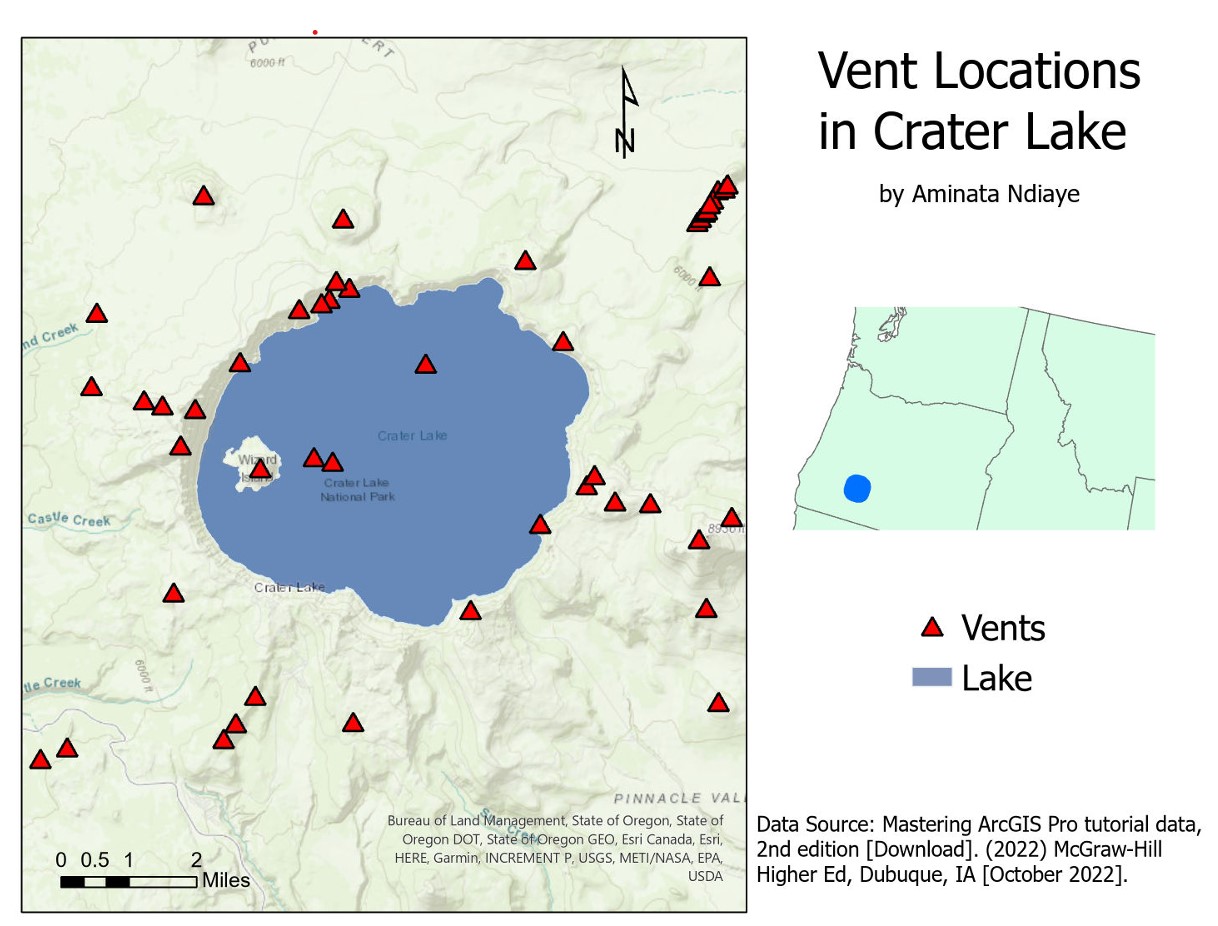 Vent Locations
in Crater Lake
by Aminata Ndiaye
6000 ft
N
6000 ft
nd Creek
Crater Lake
Wizard
Island
Crater Lake
National Park
Castle Creek
8930 ft
Crater Lake
6000 ft
tle Creek
PINNACLE VAL
Bureau of Land Management, State of Oregon, State of
Oregon DOT, State of Oregon GEO, Esri Canada, Esri,
HERE, Garmin, INCREMENT P, USGS, METI/NASA, EPA,
USDA
0 0.5 1 2
Miles
Vents
Lake
Data Source: Mastering ArcGIS Pro tutorial data,
2nd edition [Download]. (2022) McGraw-Hill
Higher Ed, Dubuque, IA [October 2022].